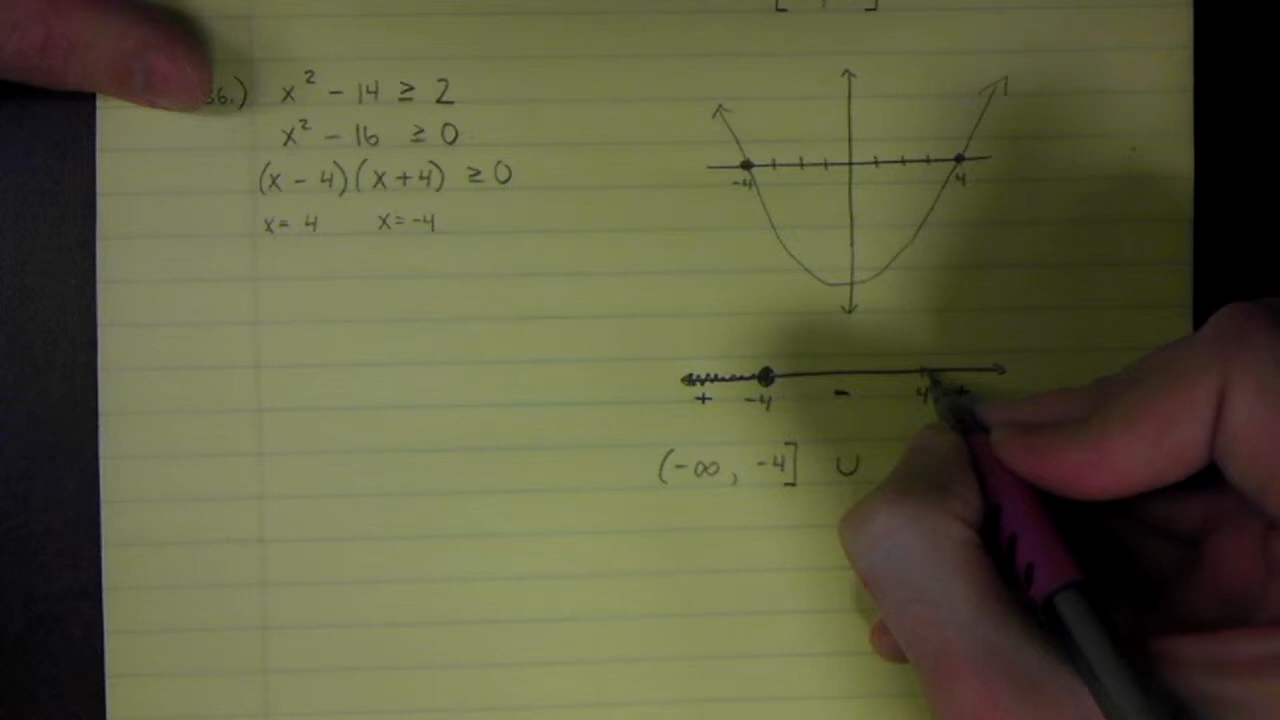 36.) x² - 14 ≥ 2
x² - 16 ≥ 0
(x - 4)(x + 4) ≥ 0
x = 4 x = -4
-4 4
+ -4 - 4 +
(-∞, -4] ∪